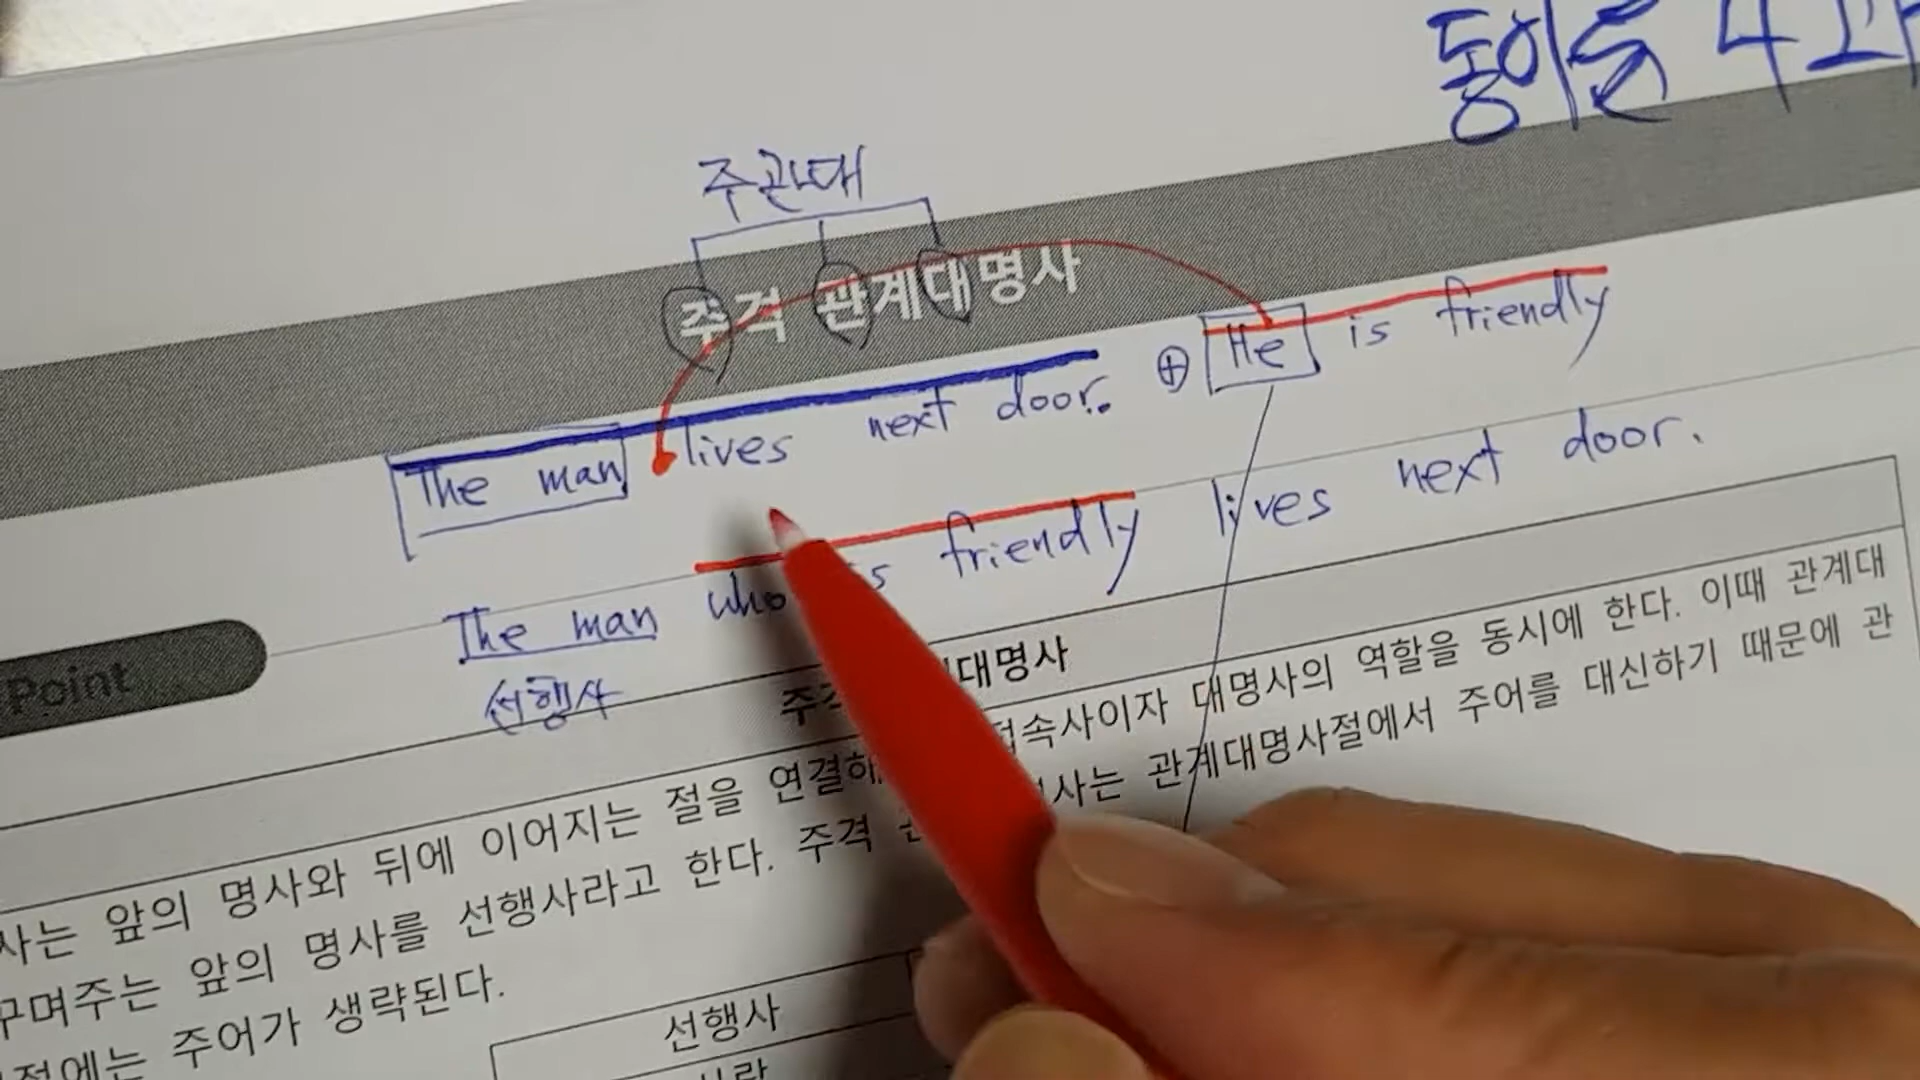 동아윤 4과
주관대
주격 관계대명사
The man lives next door. ⊕ He is friendly
The man who is friendly lives next door.
Point
선행사
주격 대명사
사는 앞의 명사와 뒤에 이어지는 절을 연결해 접속사이자 대명사의 역할을 동시에 한다. 이때 관계대
꾸며주는 앞의 명사를 선행사라고 한다. 주격 사는 관계대명사절에서 주어를 대신하기 때문에 관
절에는 주어가 생략된다.
선행사
사람